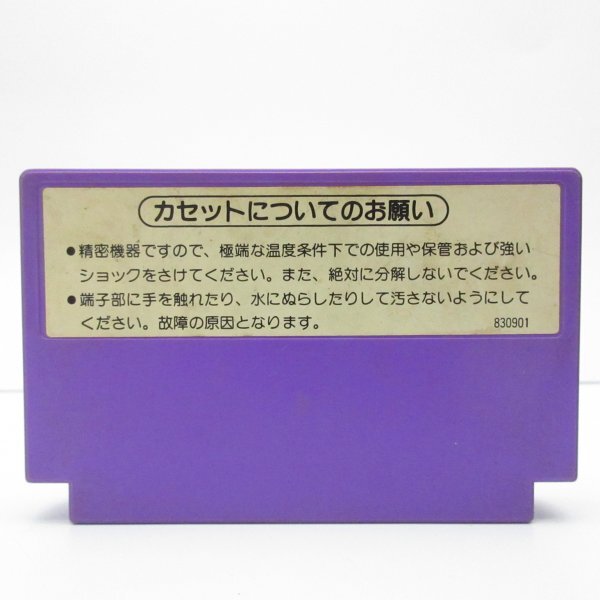 カセットについてのお願い
●精密機器ですので、極端な温度条件下での使用や保管および強い
ショックをさけてください。また、絶対に分解しないでください。
●端子部に手を触れたり、水にぬらしたりして汚さないようにして
ください。故障の原因となります。
830901